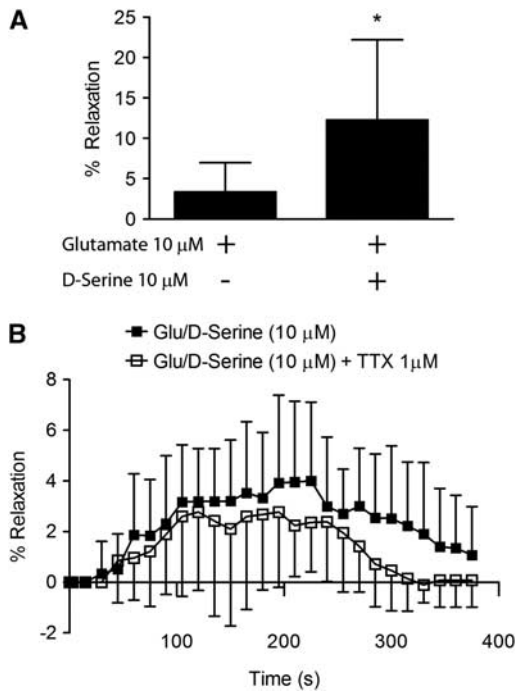 A
25
20
15
10
5
0
% Relaxation
*
Glutamate 10 μM + +
D-Serine 10 μM - +
B
Glu/D-Serine (10 μM)
Glu/D-Serine (10 μM) + TTX 1μM
8
6
4
2
0
-2
% Relaxation
100 200 300 400
Time (s)